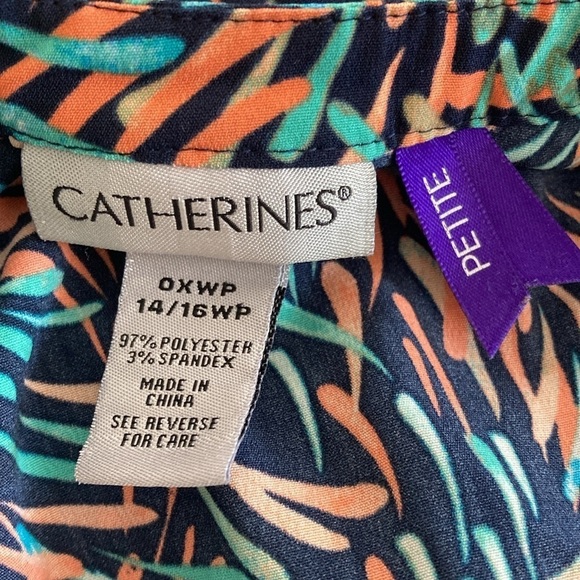 CATHERINES®
PETITE
0XWP
14/16WP
97% POLYESTER
3% SPANDEX
MADE IN
CHINA
SEE REVERSE
FOR CARE